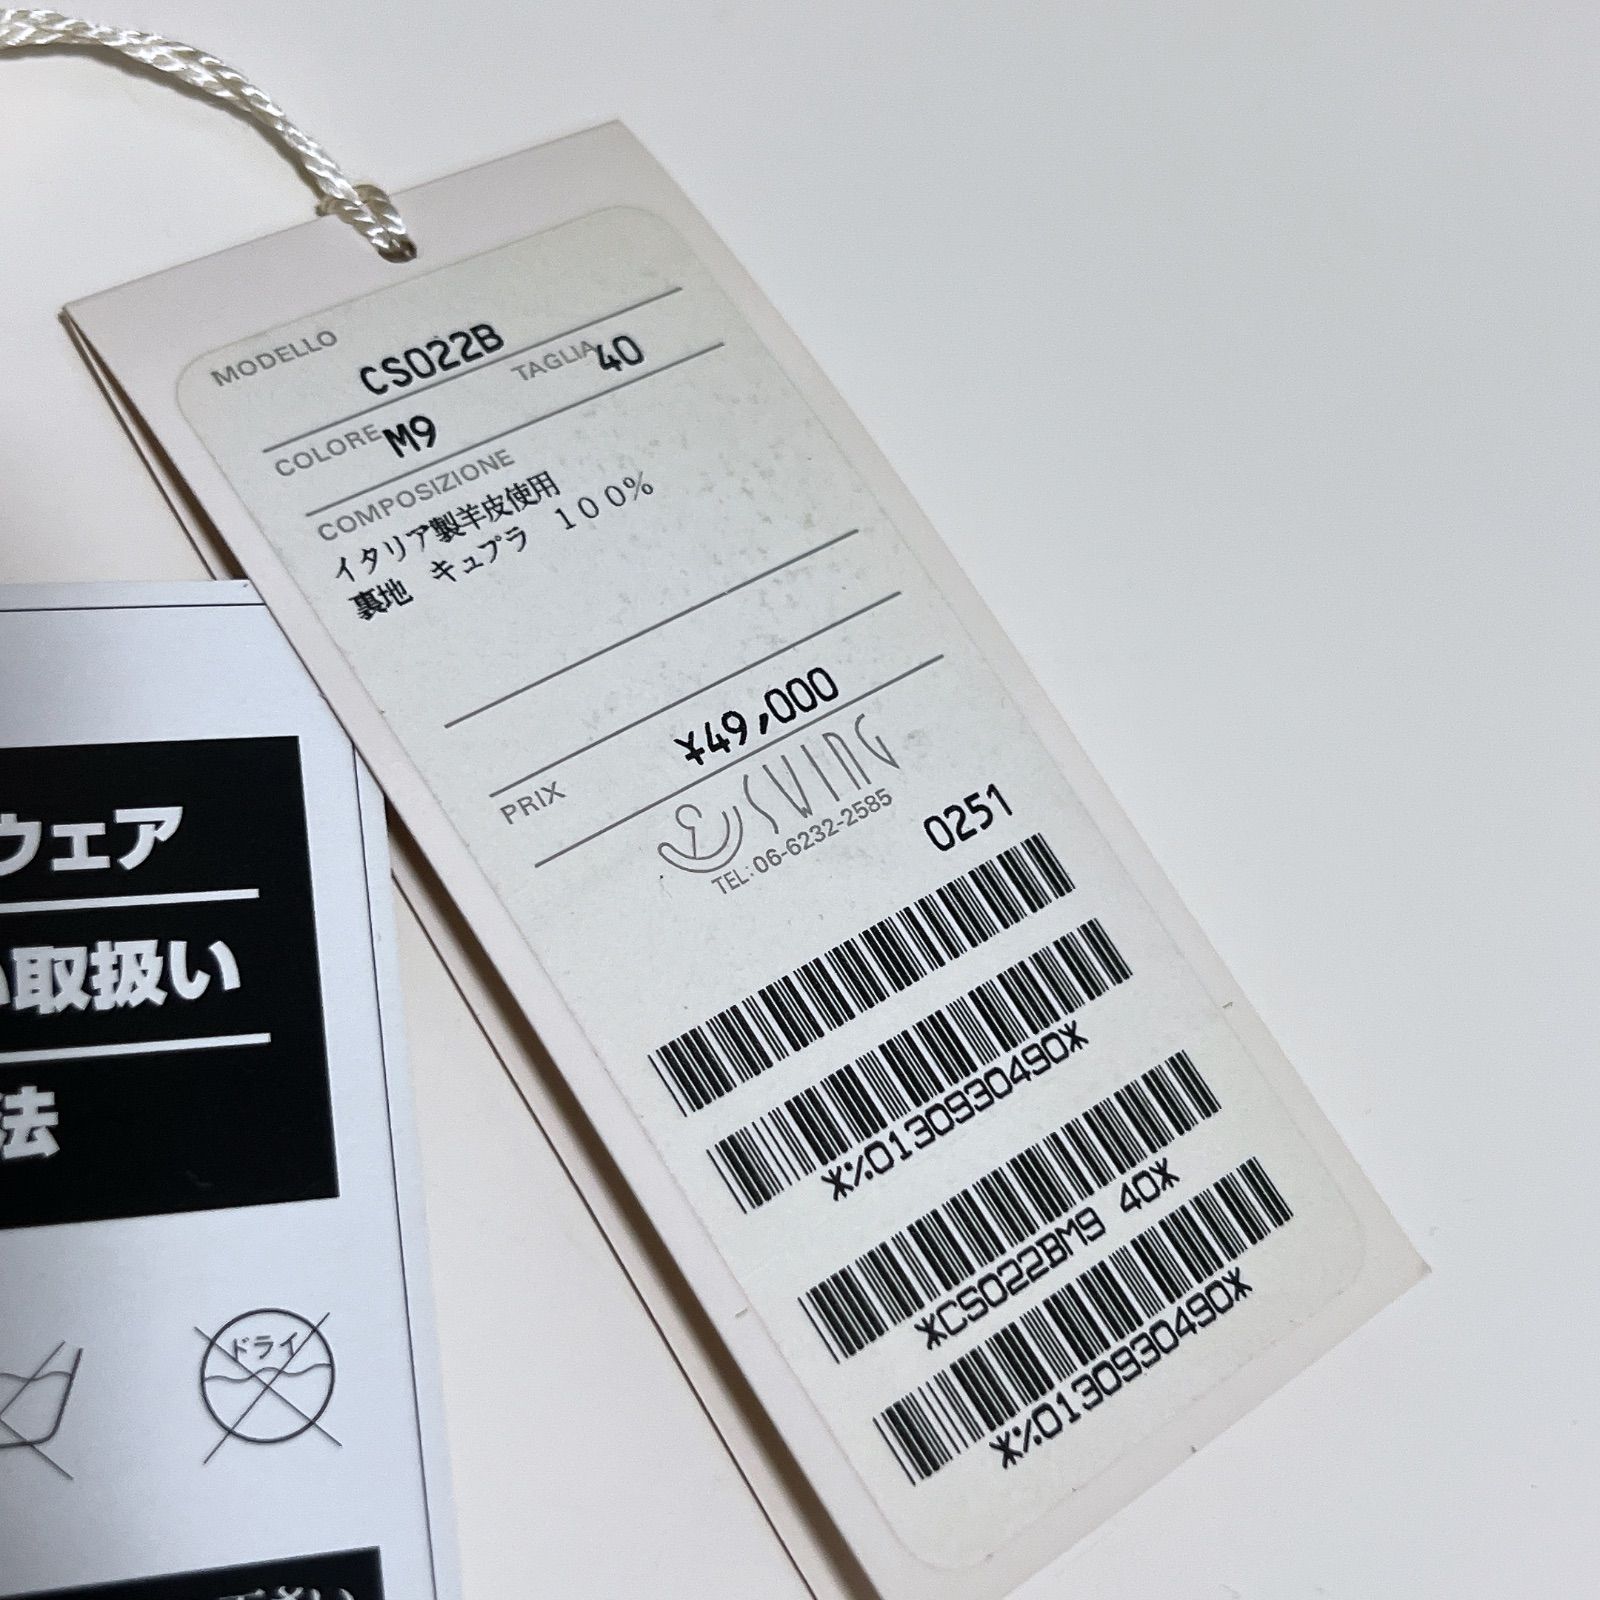 MODELLO CS022B
COLORE M9 TAGLIA 40
COMPOSIZIONE
イタリア製羊皮使用
裏地 キュプラ 100%
¥49,000
PRIX
SWING
TEL:06-6232-2585
0251
*%0130930490*
*CS022BM9 40*
*%0130930490*
ウェア
い取扱い
法
ドライ